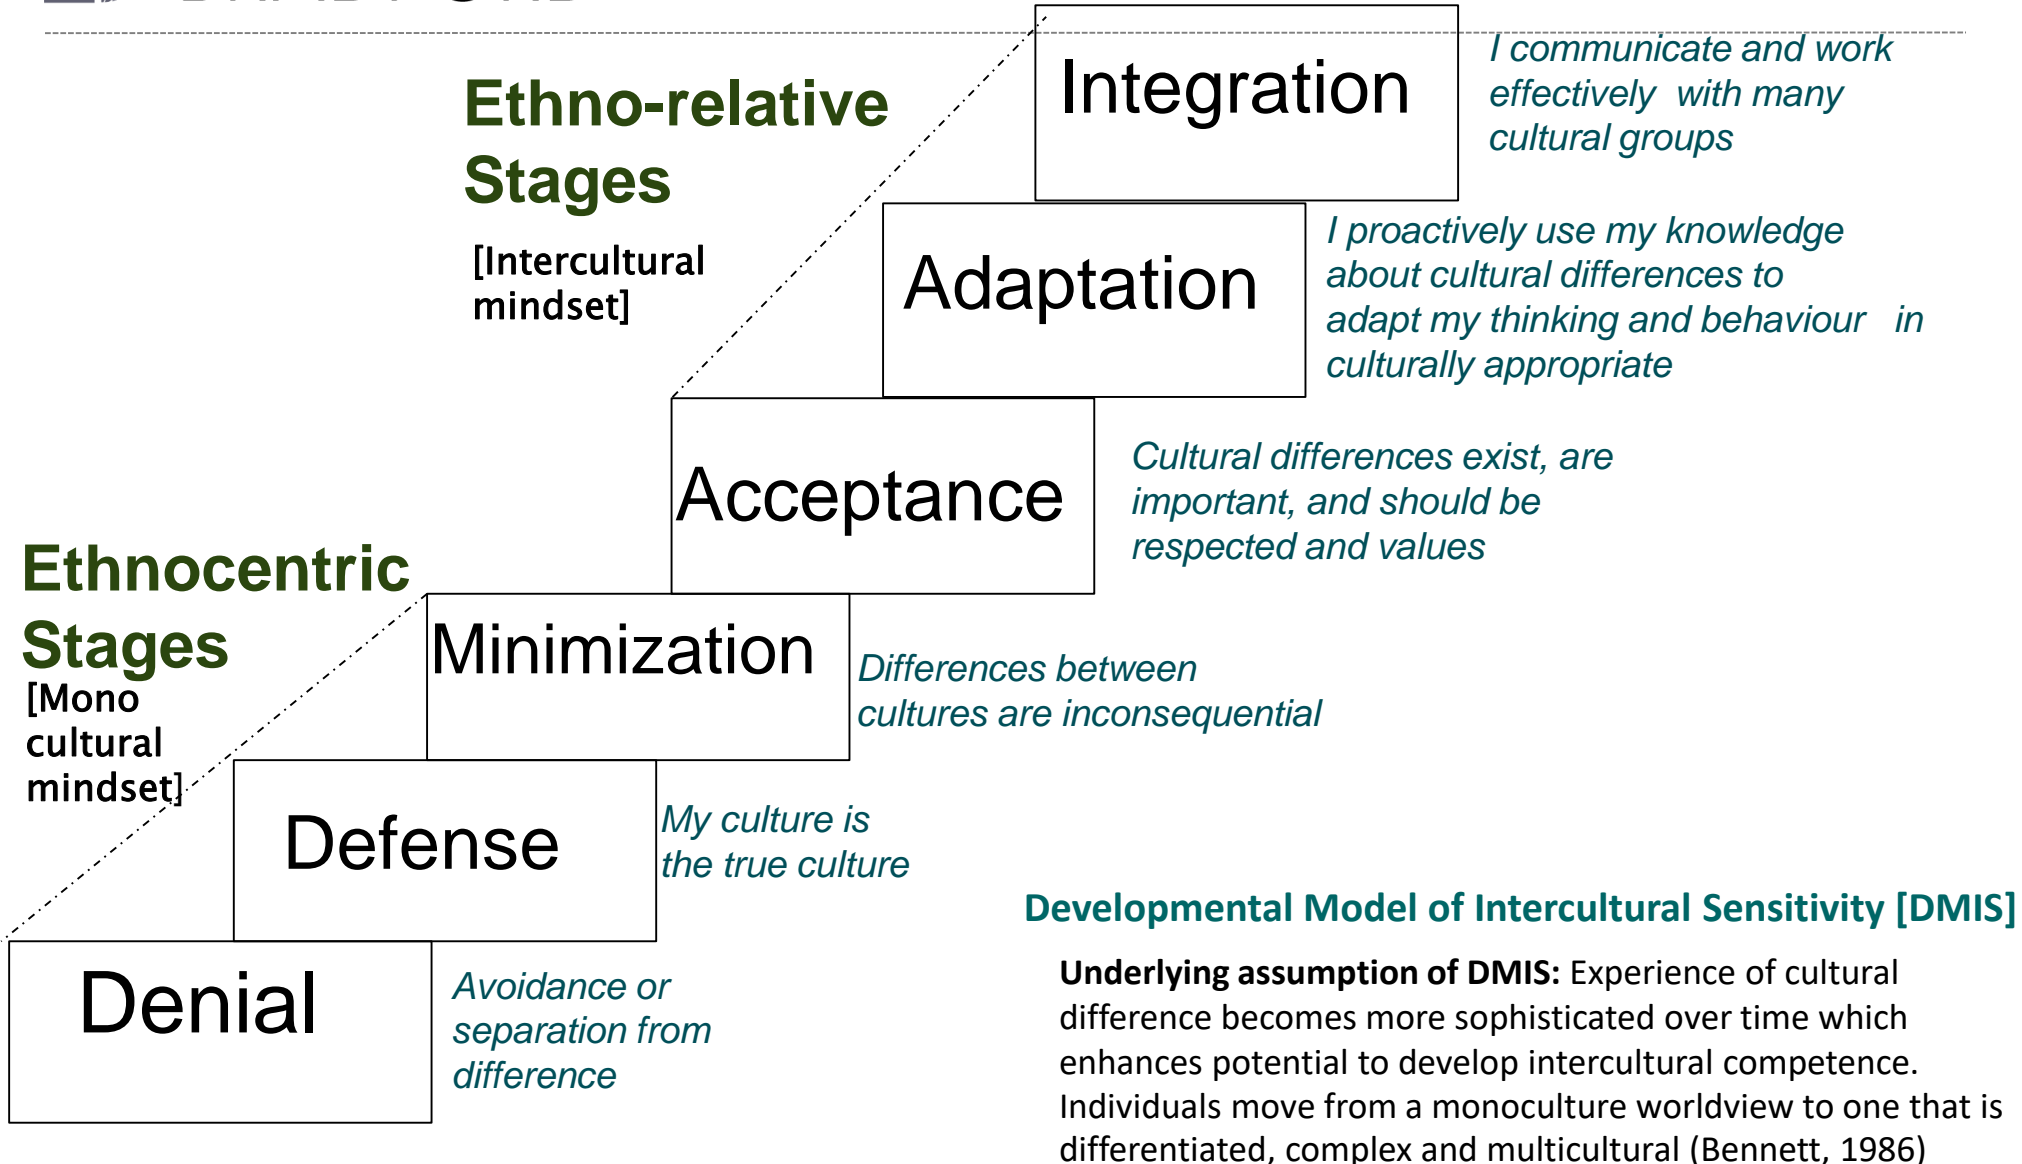 Integration
I communicate and work
effectively with many
cultural groups
Ethno-relative
Stages
[Intercultural
mindset]
Adaptation
I proactively use my knowledge
about cultural differences to
adapt my thinking and behaviour in
culturally appropriate
Acceptance
Cultural differences exist, are
important, and should be
respected and values
Ethnocentric
Stages
[Mono
cultural
mindset]
Minimization
Differences between
cultures are inconsequential
Defense
My culture is
the true culture
Denial
Avoidance or
separation from
difference
Developmental Model of Intercultural Sensitivity [DMIS]
Underlying assumption of DMIS: Experience of cultural
difference becomes more sophisticated over time which
enhances potential to develop intercultural competence.
Individuals move from a monoculture worldview to one that is
differentiated, complex and multicultural (Bennett, 1986)